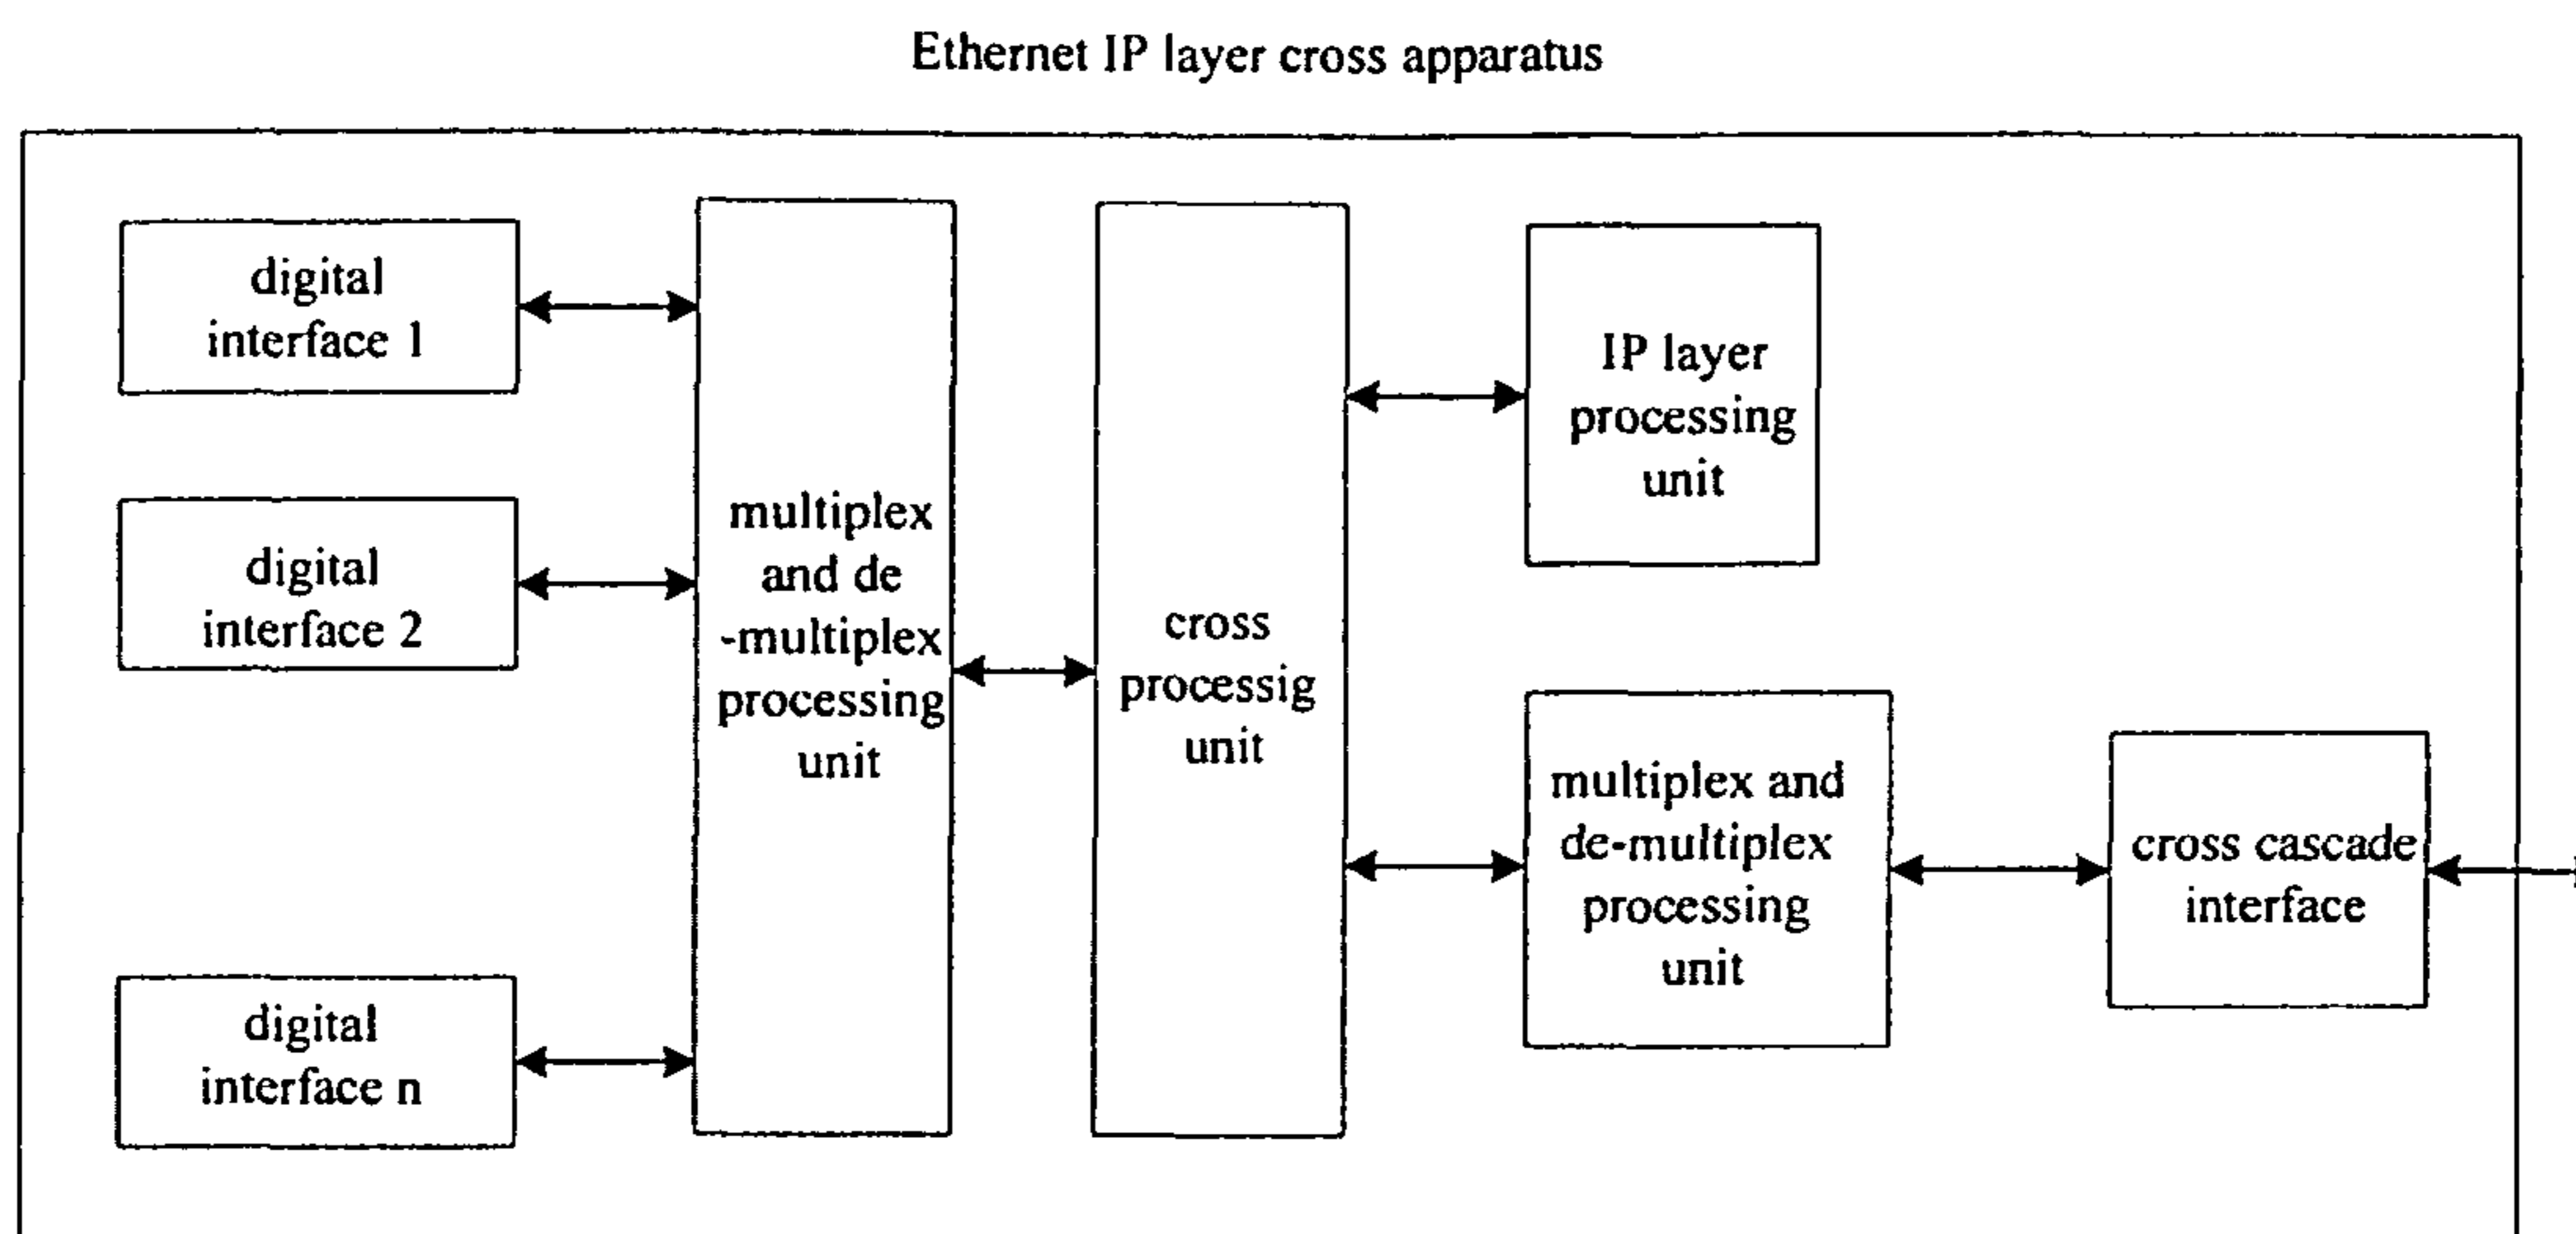 Ethernet IP layer cross apparatus
digital
interface 1
digital
interface 2
digital
interface n
multiplex
and de
-multiplex
processing
unit
cross
processig
unit
IP layer
processing
unit
multiplex and
de-multiplex
processing
unit
cross cascade
interface